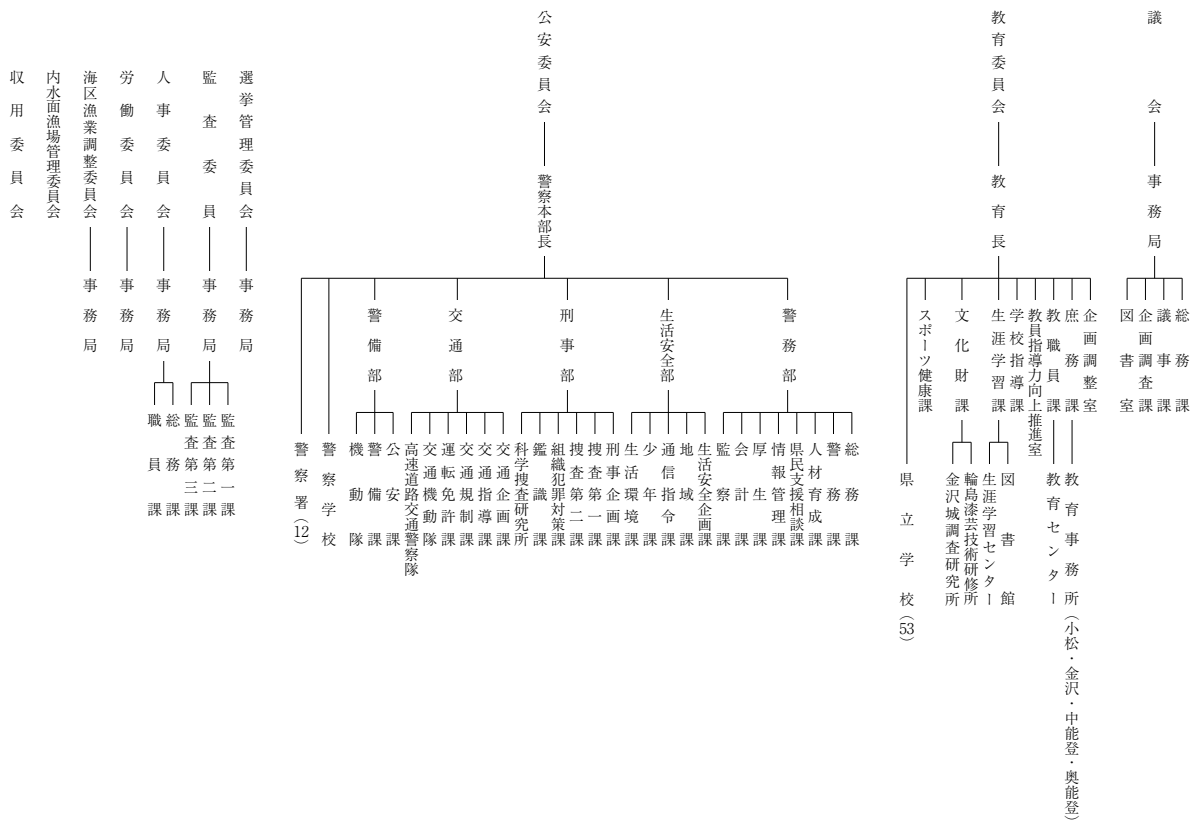 議会
事務局
総務課
議事課
企画調査課
図書室
教育委員会
教育長
企画調整室
庶務課
教育事務所(小松・金沢・中能登・奥能登)
教職員課
教育センター
教員指導力向上推進室
学校指導課
生涯学習課
図書館
生涯学習センター
文化財課
輪島漆芸技術研修所
金沢城調査研究所
スポーツ健康課
県立学校(53)
公安委員会
警察本部長
警務部
総務課
警務課
人材育成課
県民支援相談課
情報管理課
厚生課
会計課
監察課
生活安全部
生活安全企画課
地域課
通信指令課
少年課
生活環境課
刑事部
刑事企画課
捜査第一課
捜査第二課
組織犯罪対策課
鑑識課
科学捜査研究所
交通部
交通企画課
交通指導課
交通規制課
運転免許課
交通機動隊
高速道路交通警察隊
警備部
公安課
警備課
機動隊
警察学校
警察署(12)
選挙管理委員会
事務局
監査委員
事務局
監査第一課
監査第二課
監査第三課
人事委員会
事務局
総務課
職員課
労働委員会
事務局
海区漁業調整委員会
事務局
内水面漁場管理委員会
収用委員会